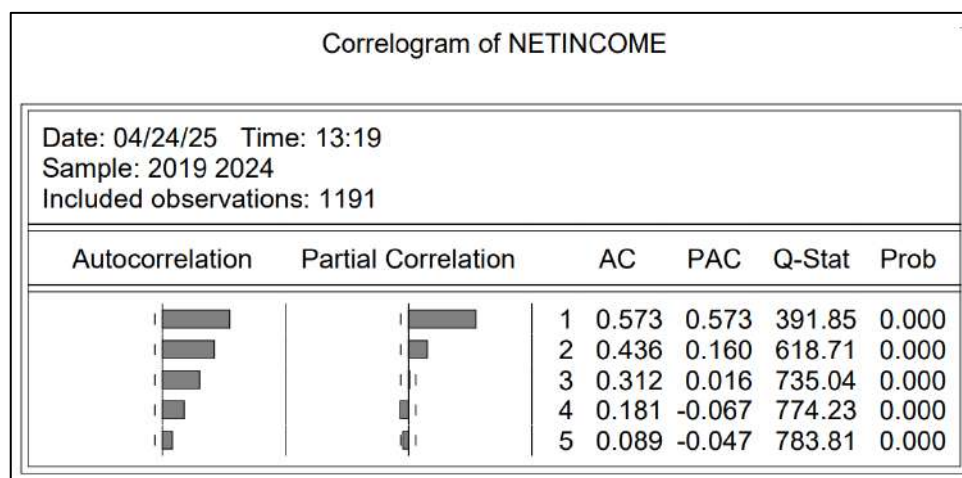 Correlogram of NETINCOME
Date: 04/24/25 Time: 13:19
Sample: 2019 2024
Included observations: 1191
Autocorrelation Partial Correlation AC PAC Q-Stat Prob
1 0.573 0.573 391.85 0.000
2 0.436 0.160 618.71 0.000
3 0.312 0.016 735.04 0.000
4 0.181 -0.067 774.23 0.000
5 0.089 -0.047 783.81 0.000